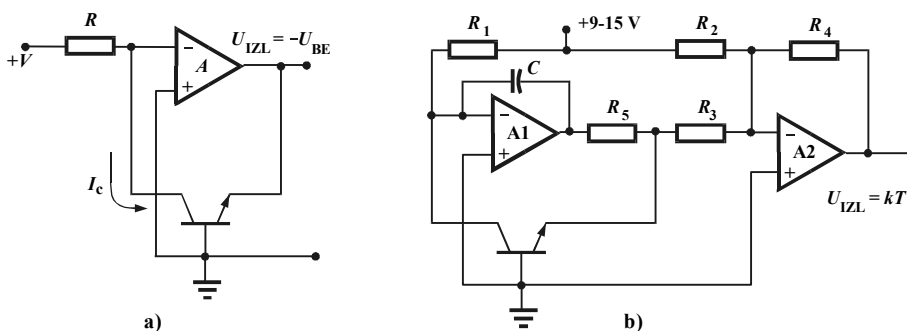 R
+V
U_IZL = −U_BE
A
−
+
I_c
a)
+9-15 V
R_1
R_2
R_4
C
R_5
R_3
A1
−
+
A2
−
+
U_IZL = kT
b)